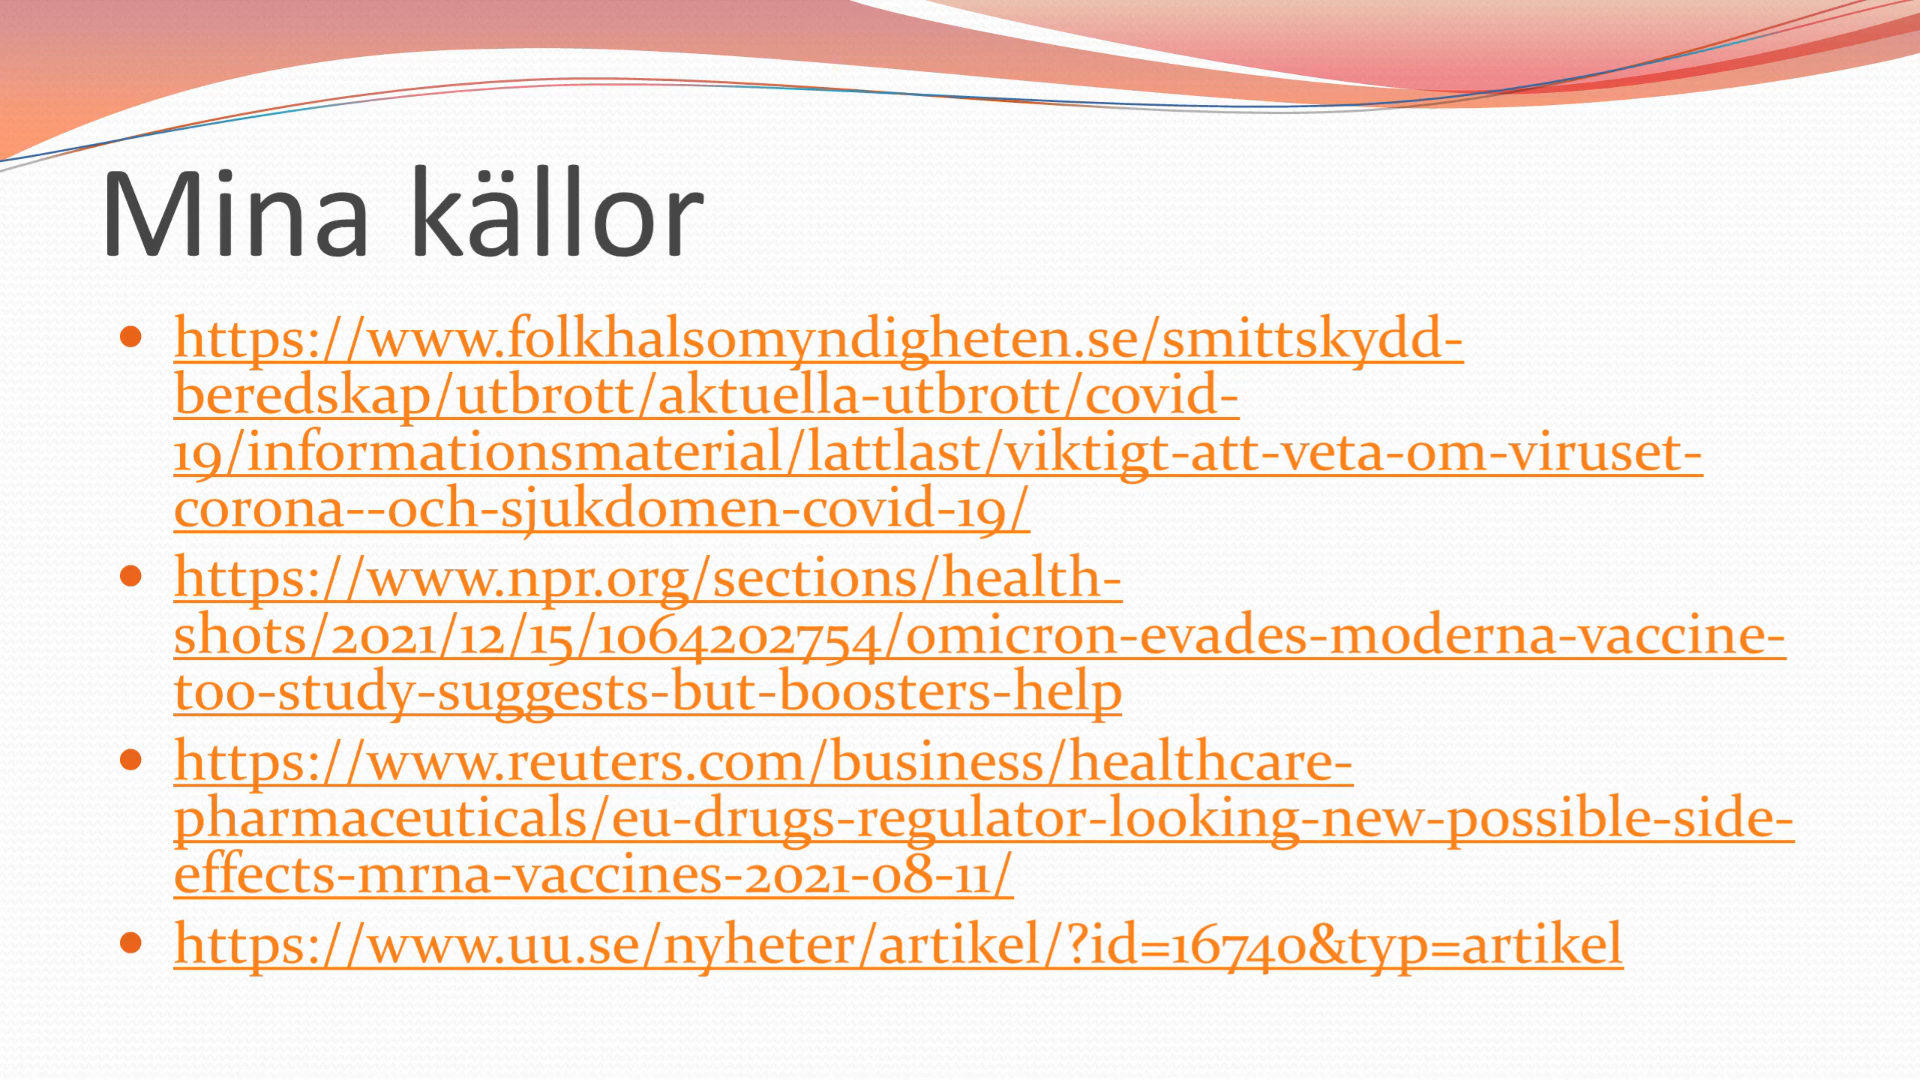 Mina källor
• https://www.folkhalsomyndigheten.se/smittskydd-
beredskap/utbrott/aktuella-utbrott/covid-
19/informationsmaterial/lattlast/viktigt-att-veta-om-viruset-
corona--och-sjukdomen-covid-19/
• https://www.npr.org/sections/health-
shots/2021/12/15/1064202754/omicron-evades-moderna-vaccine-
too-study-suggests-but-boosters-help
• https://www.reuters.com/business/healthcare-
pharmaceuticals/eu-drugs-regulator-looking-new-possible-side-
effects-mrna-vaccines-2021-08-11/
• https://www.uu.se/nyheter/artikel/?id=16740&typ=artikel